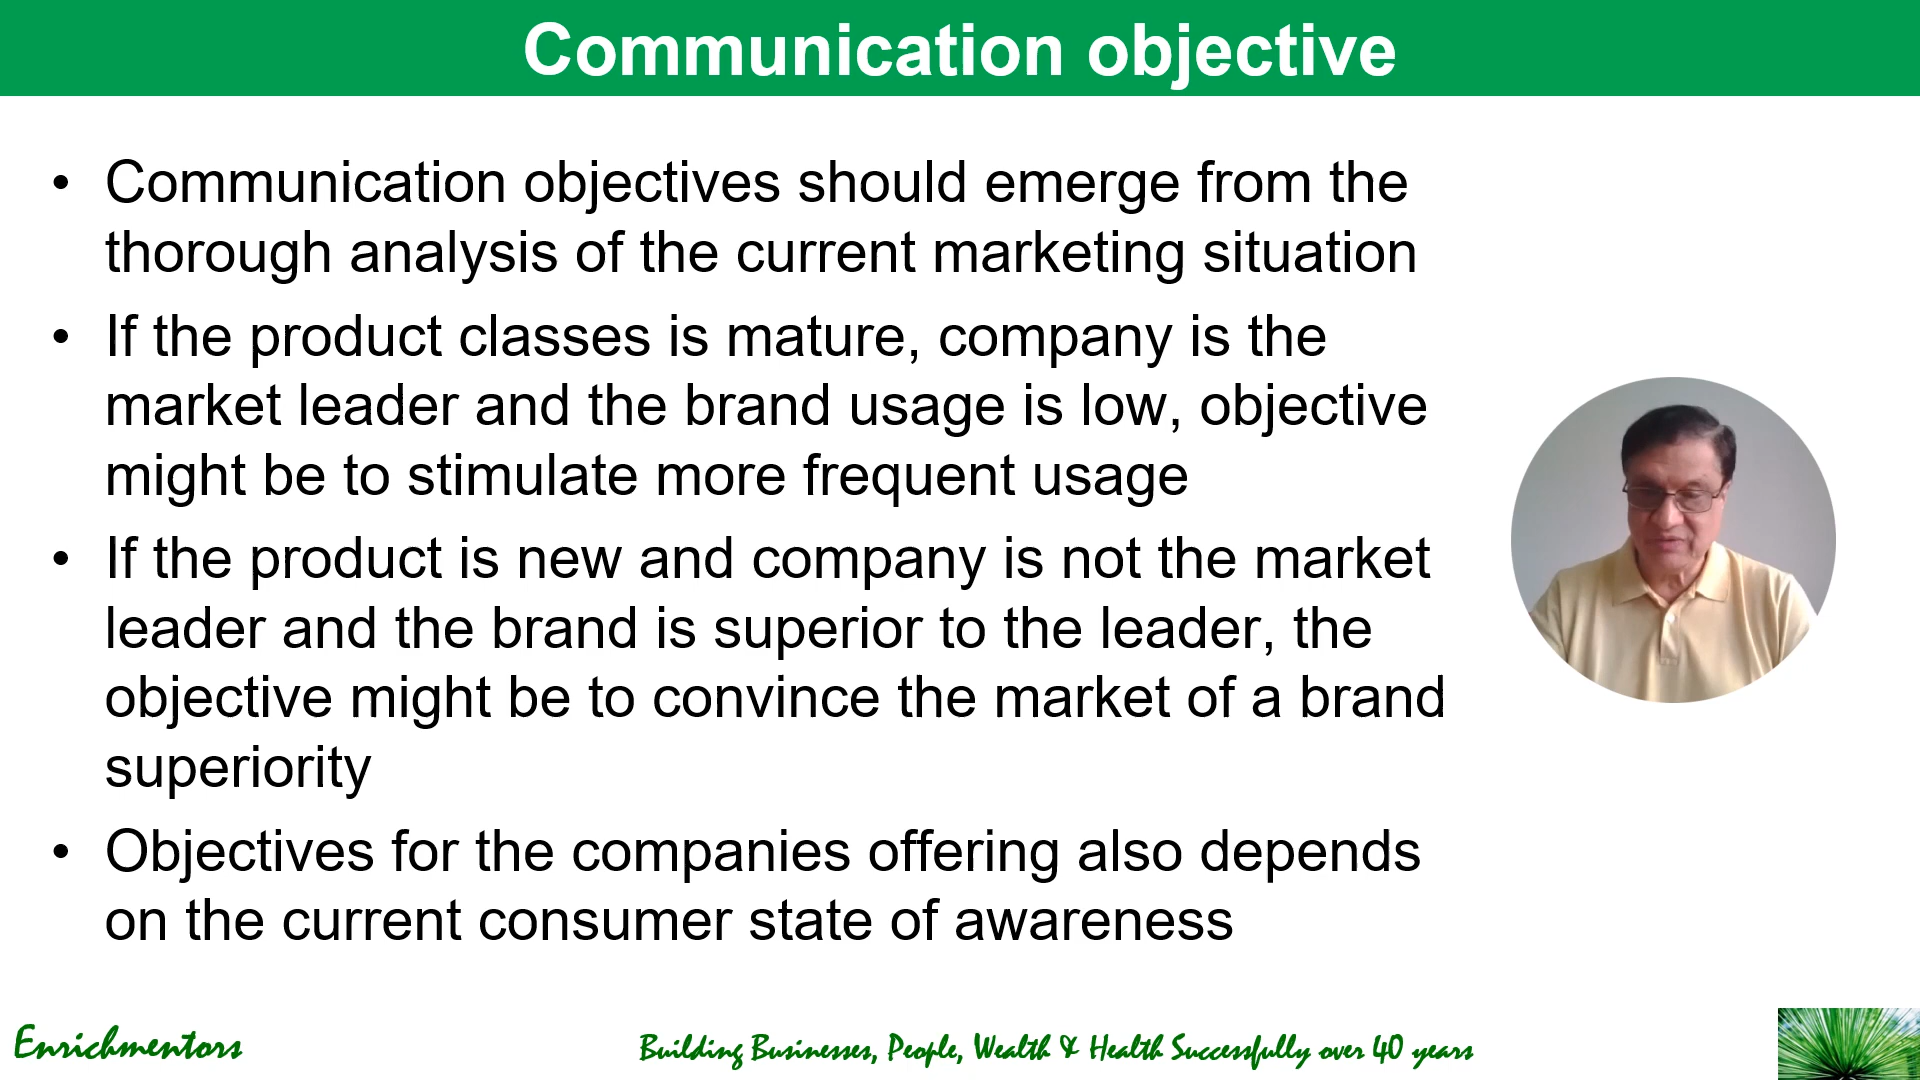 Communication objective
• Communication objectives should emerge from the
thorough analysis of the current marketing situation
• If the product classes is mature, company is the
market leader and the brand usage is low, objective
might be to stimulate more frequent usage
• If the product is new and company is not the market
leader and the brand is superior to the leader, the
objective might be to convince the market of a brand
superiority
• Objectives for the companies offering also depends
on the current consumer state of awareness
Enrichmentors
Building Businesses, People, Wealth & Health Successfully over 40 years